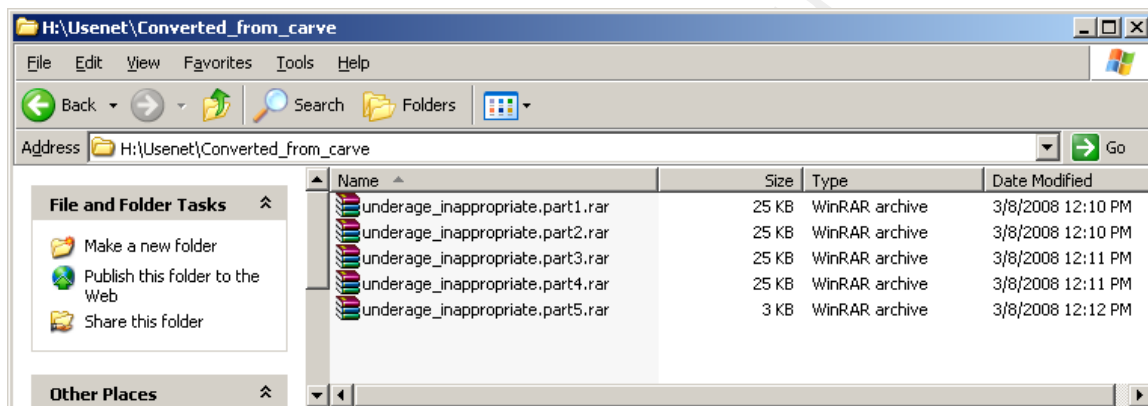 H:\Usenet\Converted_from_carve
File Edit View Favorites Tools Help
Back Search Folders
Address H:\Usenet\Converted_from_carve Go
Name Size Type Date Modified
File and Folder Tasks
Make a new folder
Publish this folder to the
Web
Share this folder
Other Places
underage_inappropriate.part1.rar 25 KB WinRAR archive 3/8/2008 12:10 PM
underage_inappropriate.part2.rar 25 KB WinRAR archive 3/8/2008 12:10 PM
underage_inappropriate.part3.rar 25 KB WinRAR archive 3/8/2008 12:11 PM
underage_inappropriate.part4.rar 25 KB WinRAR archive 3/8/2008 12:11 PM
underage_inappropriate.part5.rar 3 KB WinRAR archive 3/8/2008 12:12 PM